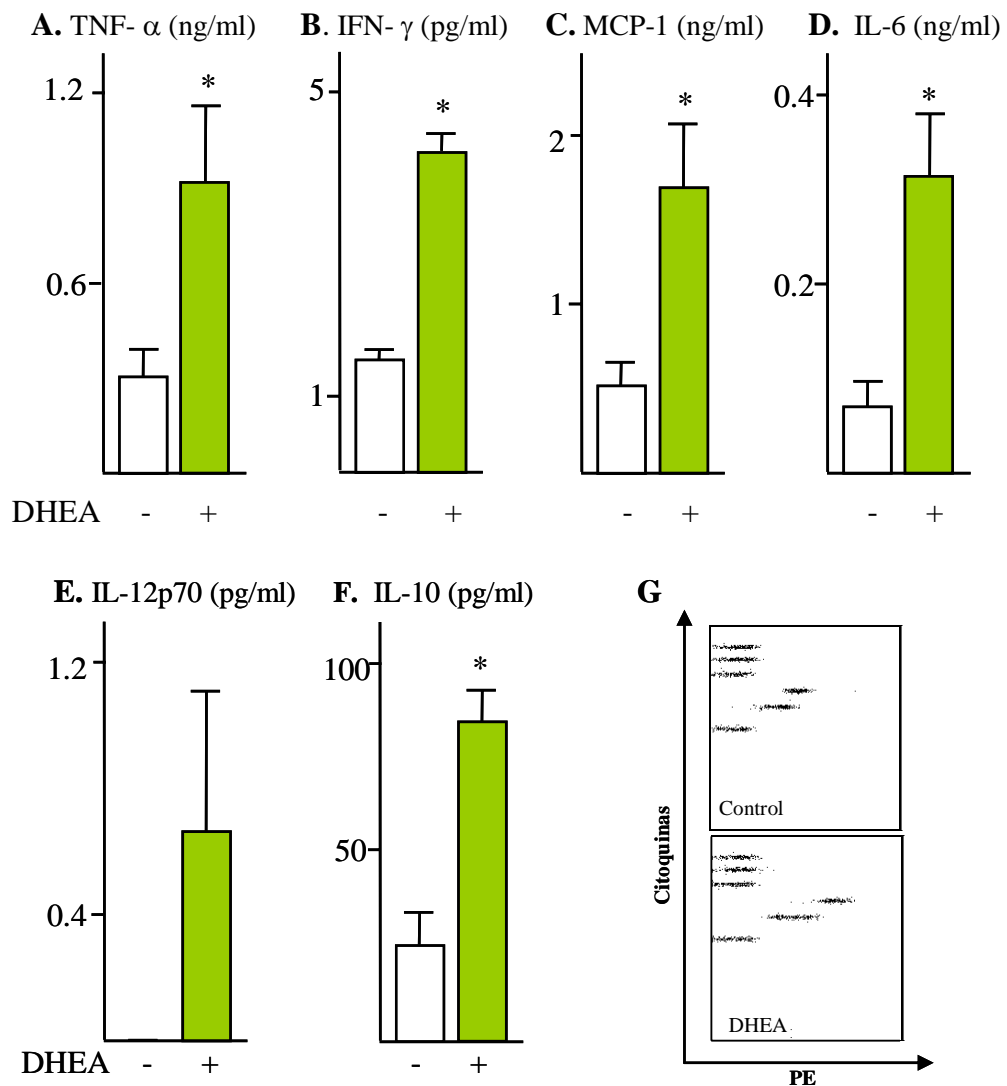 A. TNF- α (ng/ml)
B. IFN- γ (pg/ml)
C. MCP-1 (ng/ml)
D. IL-6 (ng/ml)
1.2
0.6
*
5
1
*
2
1
*
0.4
0.2
*
DHEA - + - + - + - +
E. IL-12p70 (pg/ml)
F. IL-10 (pg/ml)
G
1.2
0.4
100
50
*
DHEA - + - +
Citoquinas
Control
DHEA
PE